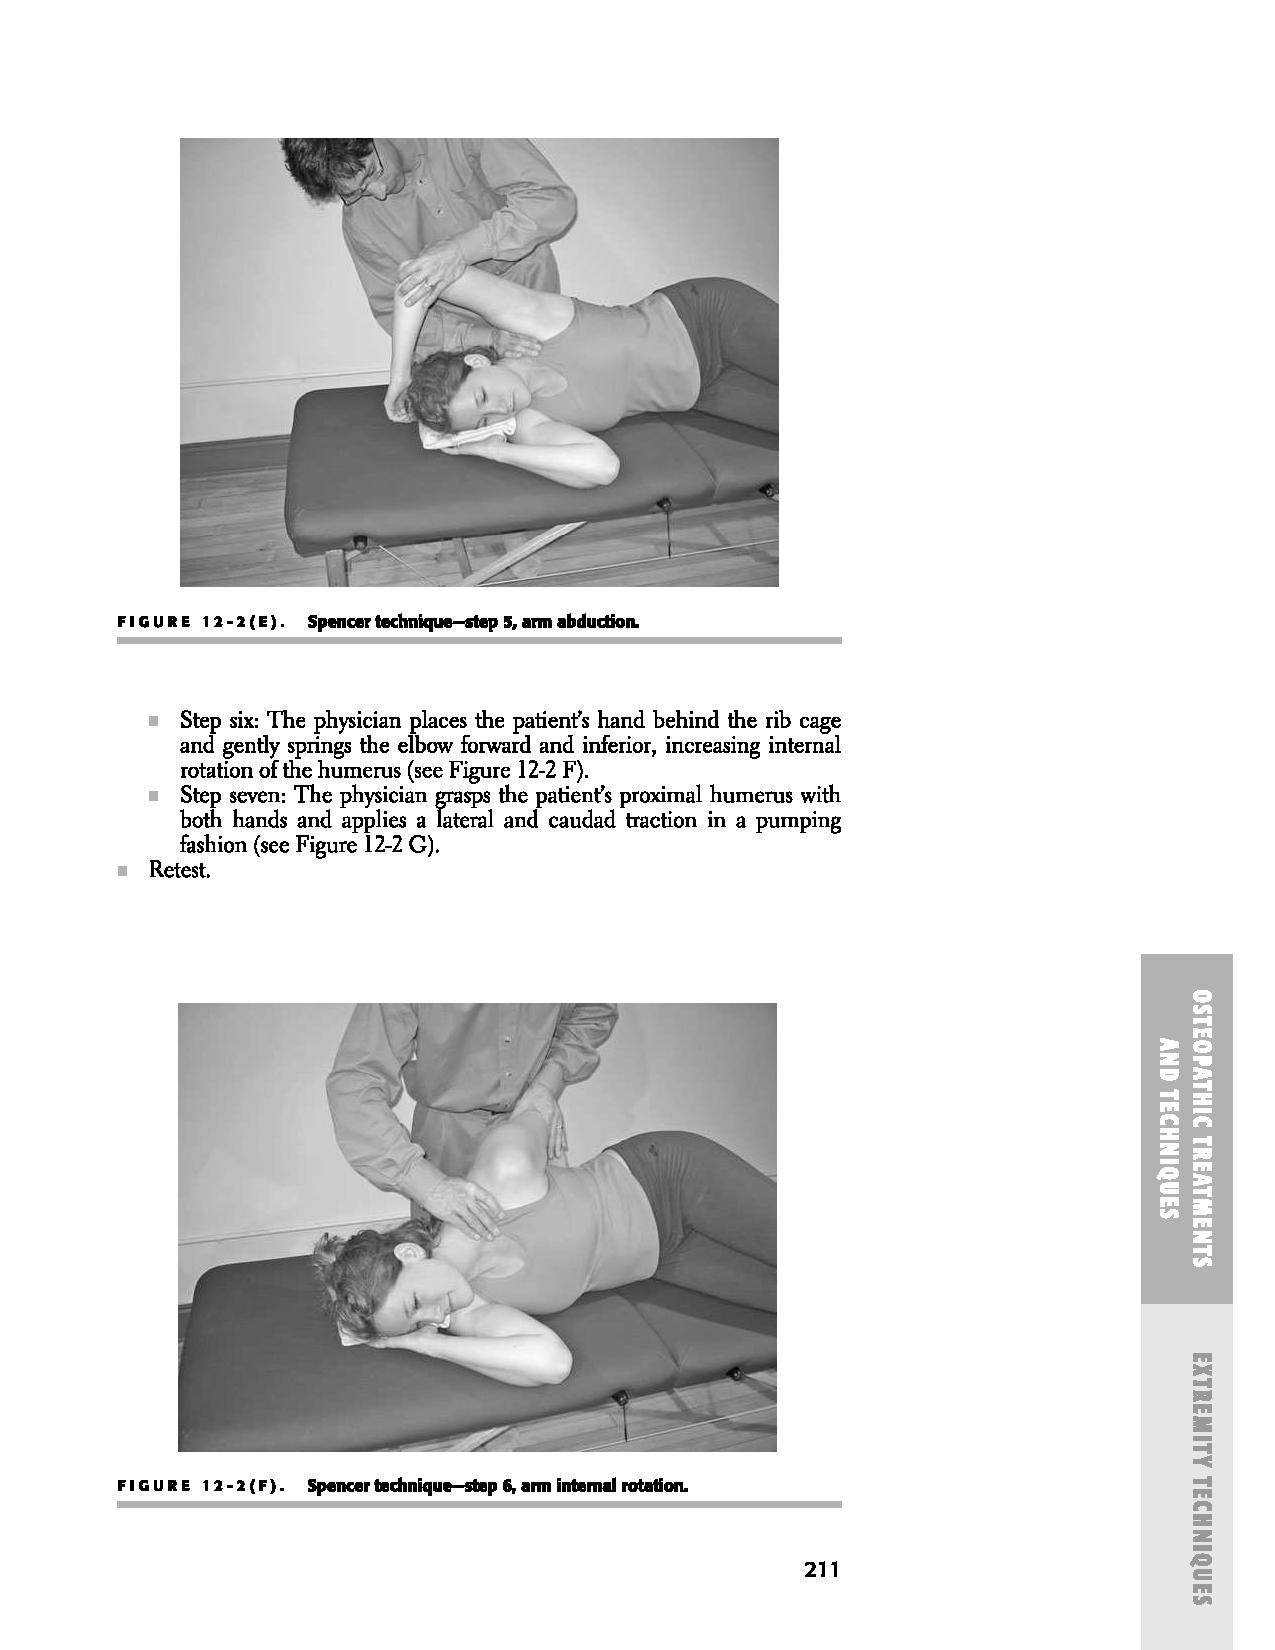 FIGURE 12-2(E). Spencer technique—step 5, arm abduction.
■ Step six: The physician places the patient's hand behind the rib cage
and gently springs the elbow forward and inferior, increasing internal
rotation of the humerus (see Figure 12-2 F).
■ Step seven: The physician grasps the patient's proximal humerus with
both hands and applies a lateral and caudad traction in a pumping
fashion (see Figure 12-2 G).
■ Retest.
OSTEOPATHIC TREATMENTS
AND TECHNIQUES
EXTREMITY TECHNIQUES
FIGURE 12-2(F). Spencer technique—step 6, arm internal rotation.
211